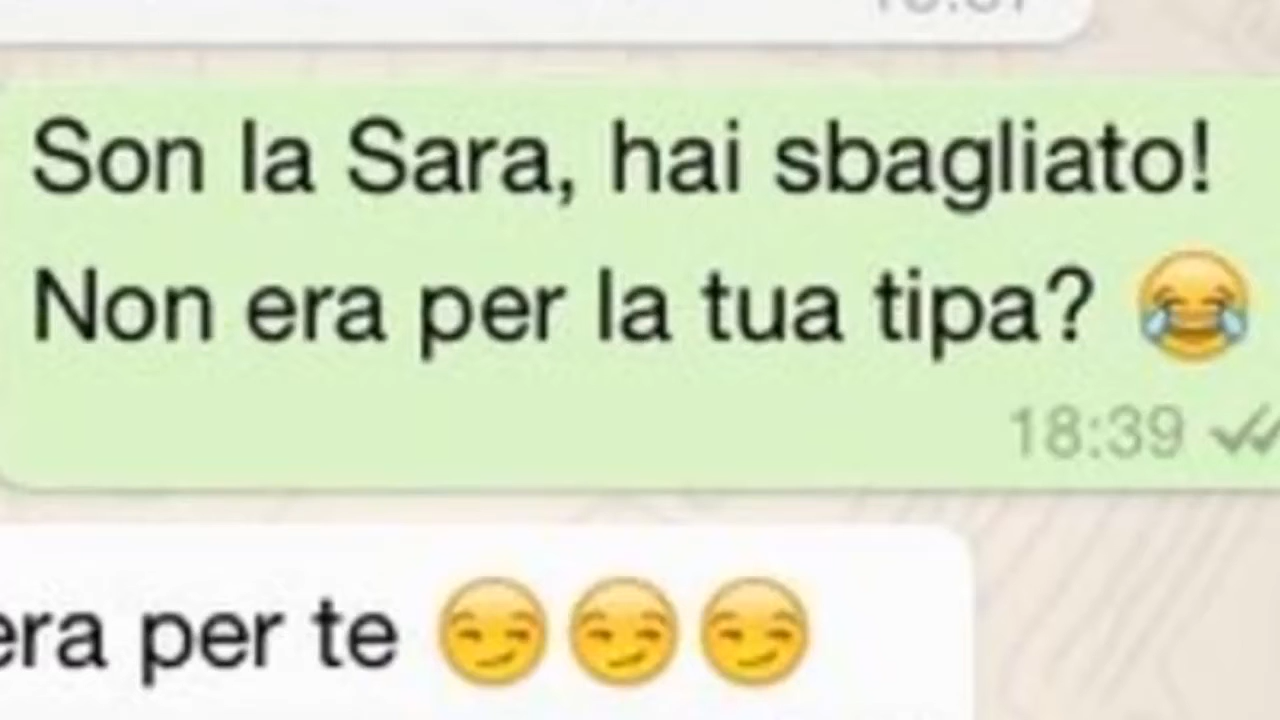 Son la Sara, hai sbagliato!
Non era per la tua tipa? 😂
18:39
era per te 😏😏😏